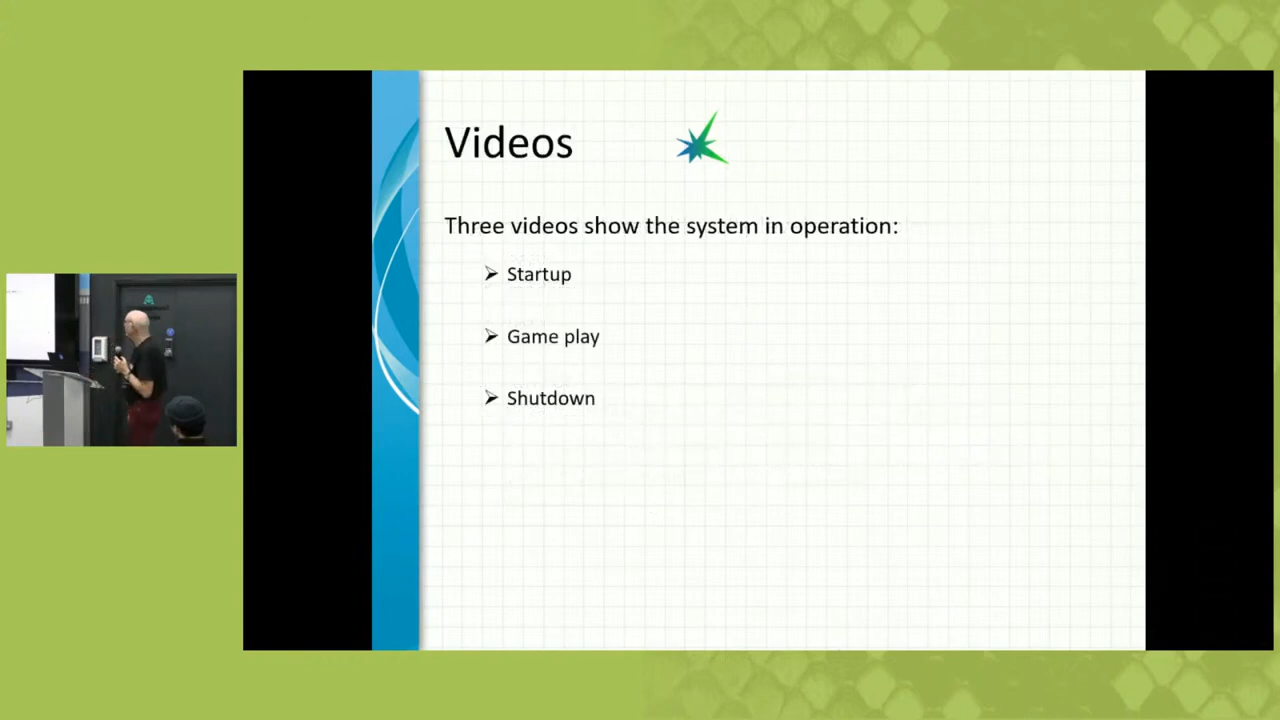 Videos
Three videos show the system in operation:
Startup
Game play
Shutdown